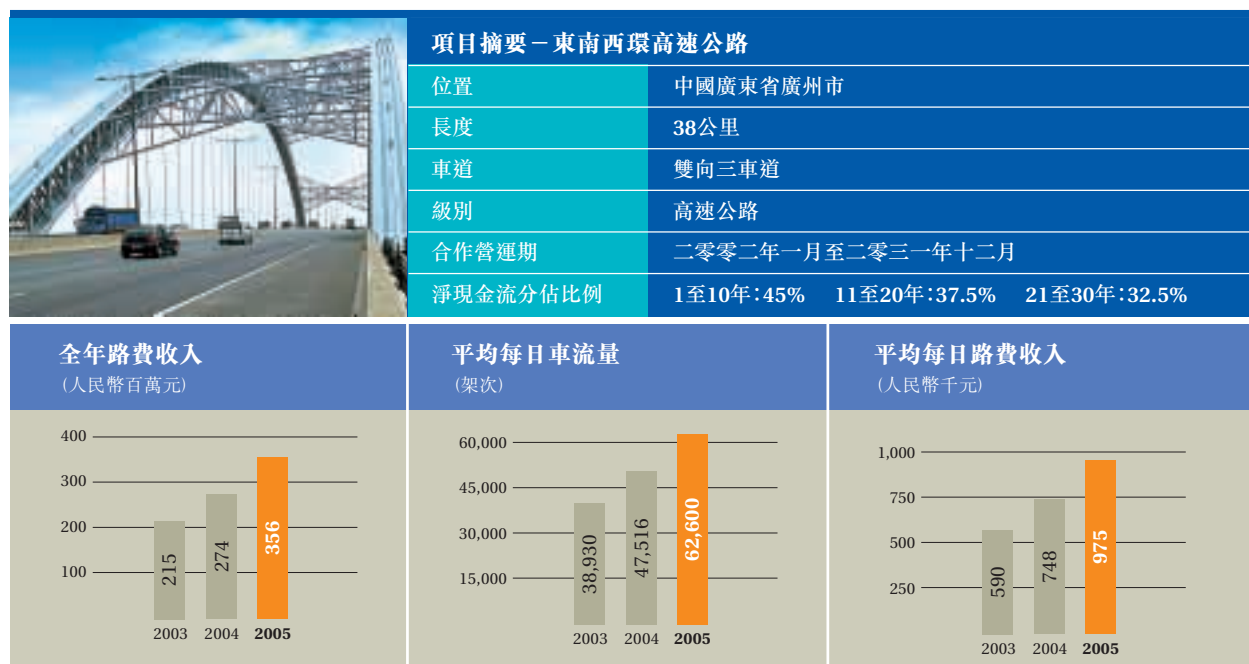 項目摘要－東南西環高速公路
位置 中國廣東省廣州市
長度 38公里
車道 雙向三車道
級別 高速公路
合作營運期 二零零二年一月至二零三一年十二月
淨現金流分佔比例 1至10年：45% 11至20年：37.5% 21至30年：32.5%
全年路費收入
(人民幣百萬元)
400
300
200
100
215
274
356
2003 2004 2005
平均每日車流量
(架次)
60,000
45,000
30,000
15,000
38,930
47,516
62,600
2003 2004 2005
平均每日路費收入
(人民幣千元)
1,000
750
500
250
590
748
975
2003 2004 2005